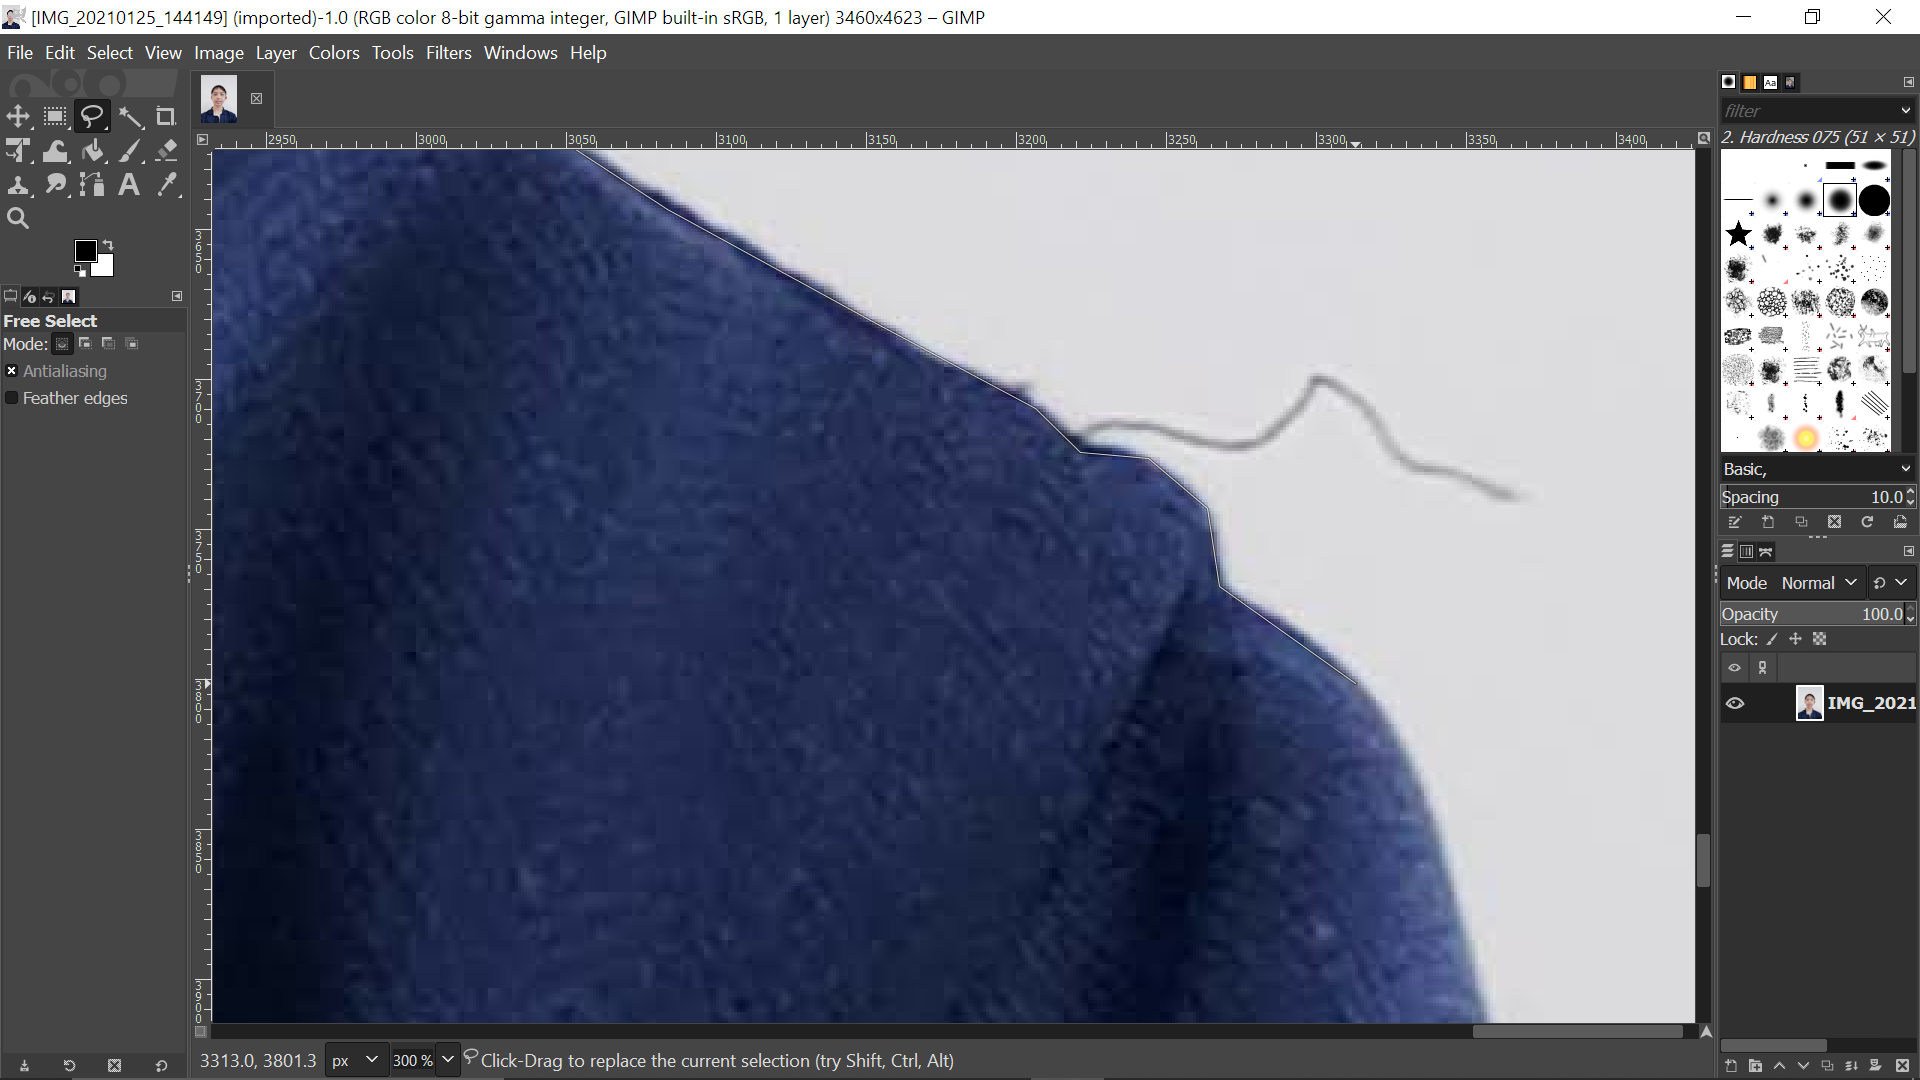 [IMG_20210125_144149] (imported)-1.0 (RGB color 8-bit gamma integer, GIMP built-in sRGB, 1 layer) 3460x4623 – GIMP
File Edit Select View Image Layer Colors Tools Filters Windows Help
filter
2950 3000 3050 3100 3150 3200 3250 3300 3350 3400
2. Hardness 075 (51 × 51)
3650
3700
3750
3800
3850
3900
Free Select
Mode:
Antialiasing
Feather edges
Basic,
Spacing 10.0
Mode Normal
Opacity 100.0
Lock:
IMG_2021
3313.0, 3801.3 px 300 % Click-Drag to replace the current selection (try Shift, Ctrl, Alt)